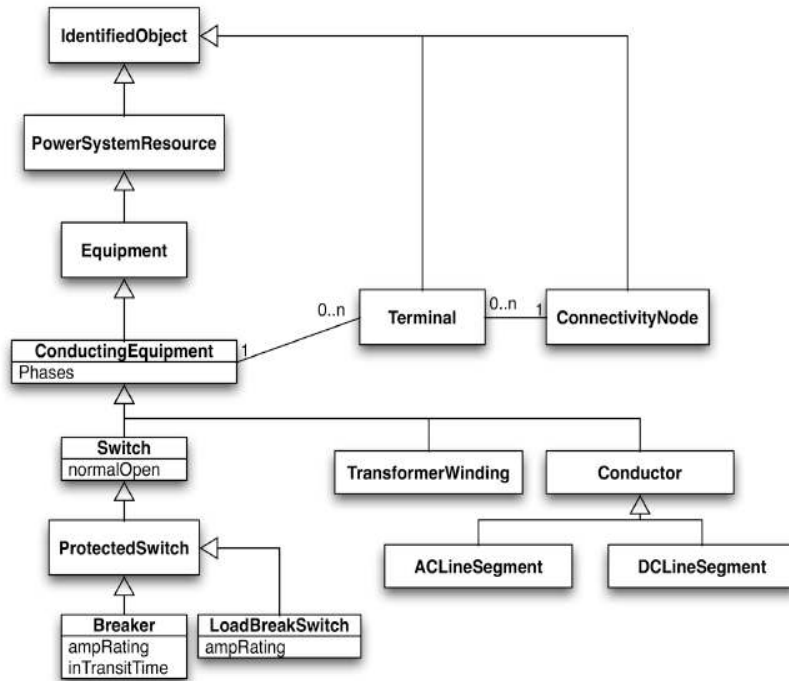 IdentifiedObject
PowerSystemResource
Equipment
0..n
Terminal
0..n
1
ConnectivityNode
ConductingEquipment
1
Phases
Switch
normalOpen
TransformerWinding
Conductor
ProtectedSwitch
ACLineSegment
DCLineSegment
Breaker
ampRating
inTransitTime
LoadBreakSwitch
ampRating